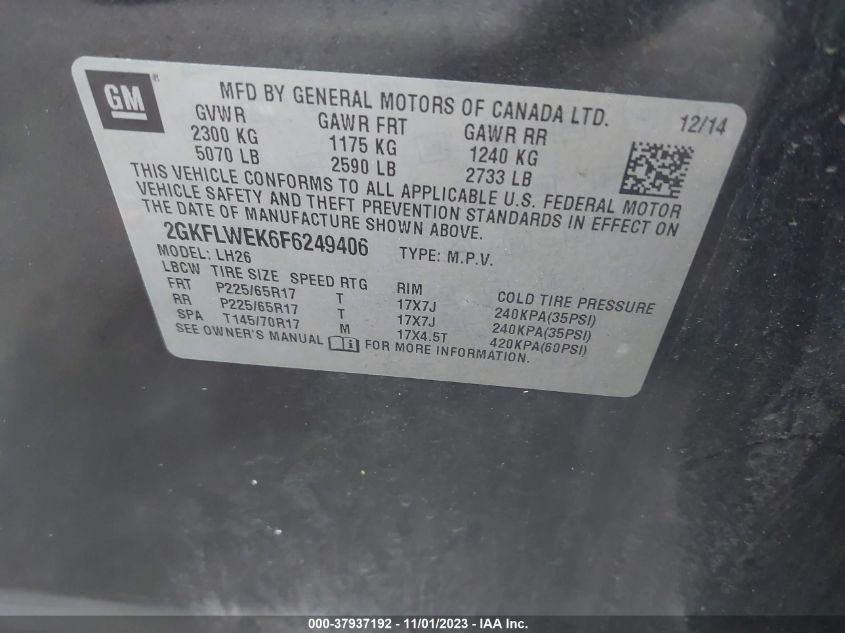 GM®
MFD BY GENERAL MOTORS OF CANADA LTD.
12/14
GVWR GAWR FRT GAWR RR
2300 KG 1175 KG 1240 KG
5070 LB 2590 LB 2733 LB
THIS VEHICLE CONFORMS TO ALL APPLICABLE U.S. FEDERAL MOTOR
VEHICLE SAFETY AND THEFT PREVENTION STANDARDS IN EFFECT ON
THE DATE OF MANUFACTURE SHOWN ABOVE.
2GKFLWEK6F6249406 TYPE: M.P.V.
MODEL: LH26
LBCW TIRE SIZE SPEED RTG RIM COLD TIRE PRESSURE
FRT P225/65R17 T 17X7J 240KPA(35PSI)
RR P225/65R17 T 17X7J 240KPA(35PSI)
SPA T145/70R17 M 17X4.5T 420KPA(60PSI)
SEE OWNER'S MANUAL FOR MORE INFORMATION.
000-37937192 - 11/01/2023 - IAA Inc.